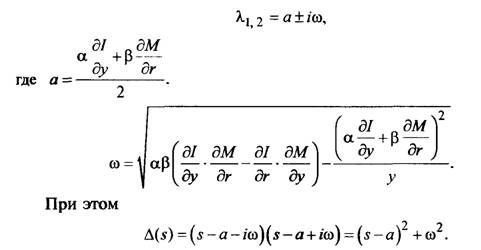 λ₁,₂ = a ± iω,
где a = (α ∂I/∂y + β ∂M/∂r) / 2 .
ω = √(αβ(∂I/∂y · ∂M/∂r − ∂I/∂r · ∂M/∂y) − (α ∂I/∂y + β ∂M/∂r)² / y) .
При этом
Δ(s) = (s − a − iω)(s − a + iω) = (s − a)² + ω².